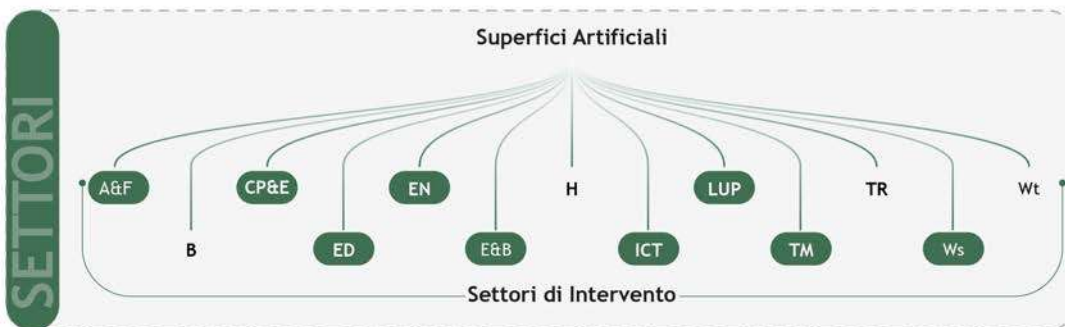 SETTORI
Superfici Artificiali
A&F
CP&E
EN
H
LUP
TR
Wt
B
ED
E&B
ICT
TM
Ws
Settori di Intervento